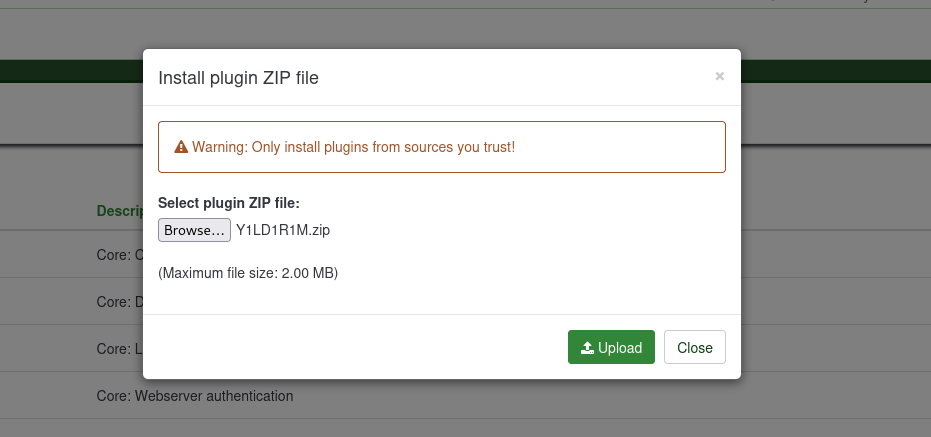 Install plugin ZIP file
×
Warning: Only install plugins from sources you trust!
Select plugin ZIP file:
Browse... Y1LD1R1M.zip
(Maximum file size: 2.00 MB)
Upload Close
Core:
Core:
Core:
Core: Webserver authentication